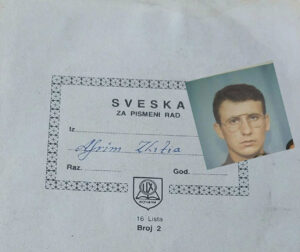 SVESKA
ZA PISMENI RAD
Iz
Afrim Zhitia
Raz. God.
16 Lista
Broj 2